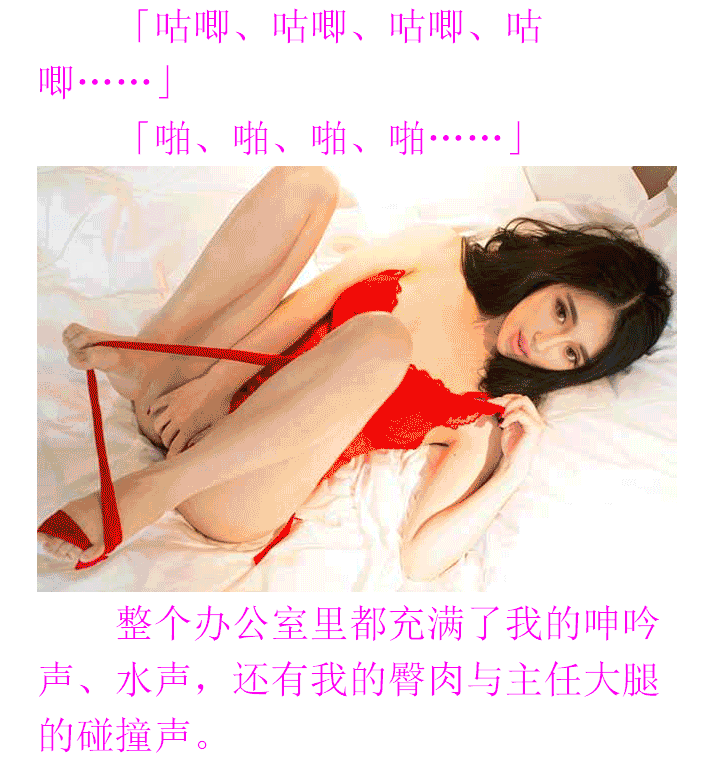 「咕唧、咕唧、咕唧、咕
唧……」
「啪、啪、啪、啪……」
整个办公室里都充满了我的呻吟
声、水声，还有我的臀肉与主任大腿
的碰撞声。